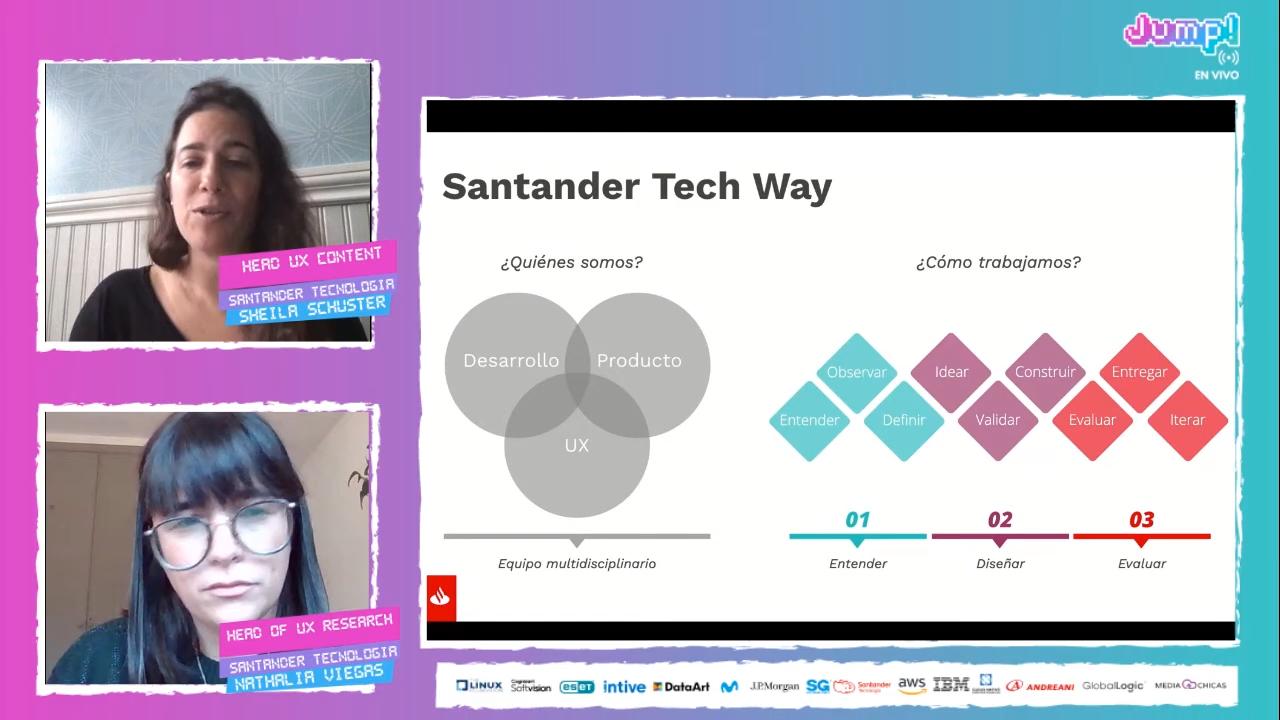 Jump!
EN VIVO
HEAD UX CONTENT
SANTANDER TECNOLOGIA
SHEILA SCHUSTER
HEAD OF UX RESEARCH
SANTANDER TECNOLOGIA
NATHALIA VIEGAS
Santander Tech Way
¿Quiénes somos?
Desarrollo
Producto
UX
Equipo multidisciplinario
¿Cómo trabajamos?
Observar
Idear
Construir
Entregar
Entender
Definir
Validar
Evaluar
Iterar
01
02
03
Entender
Diseñar
Evaluar
LINUX Cognizant Softvision eseT intive DataArt J.P.Morgan SG Santander Tecnología aws IBM ANDREANI GlobalLogic MEDIA CHICAS